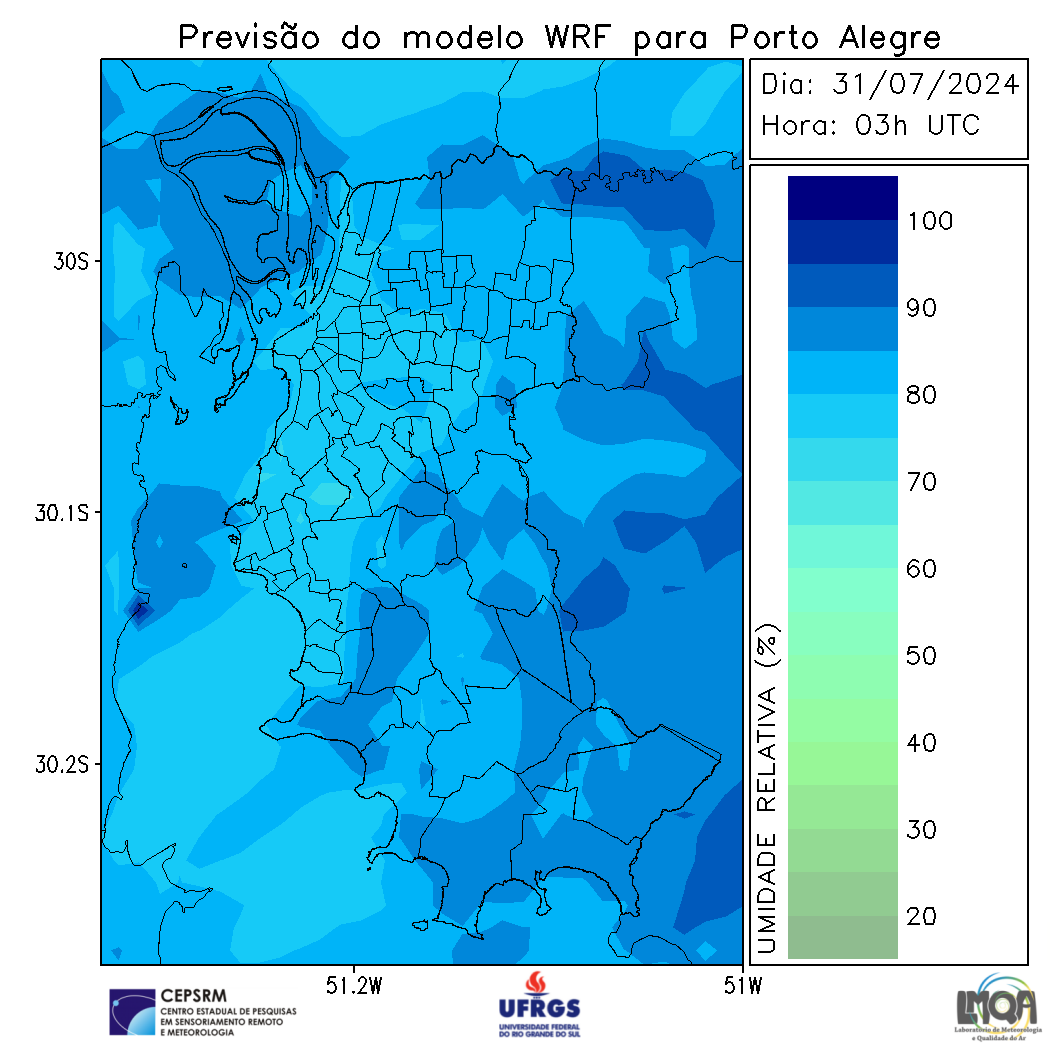 Previsão do modelo WRF para Porto Alegre
Dia: 31/07/2024
Hora: 03h UTC
30S
30.1S
30.2S
51.2W
51W
UMIDADE RELATIVA (%)
100
90
80
70
60
50
40
30
20
CEPSRM
CENTRO ESTADUAL DE PESQUISAS
EM SENSORIAMENTO REMOTO
E METEOROLOGIA
UFRGS
UNIVERSIDADE FEDERAL
DO RIO GRANDE DO SUL
LMQA
Laboratório de Meteorologia
e Qualidade do Ar